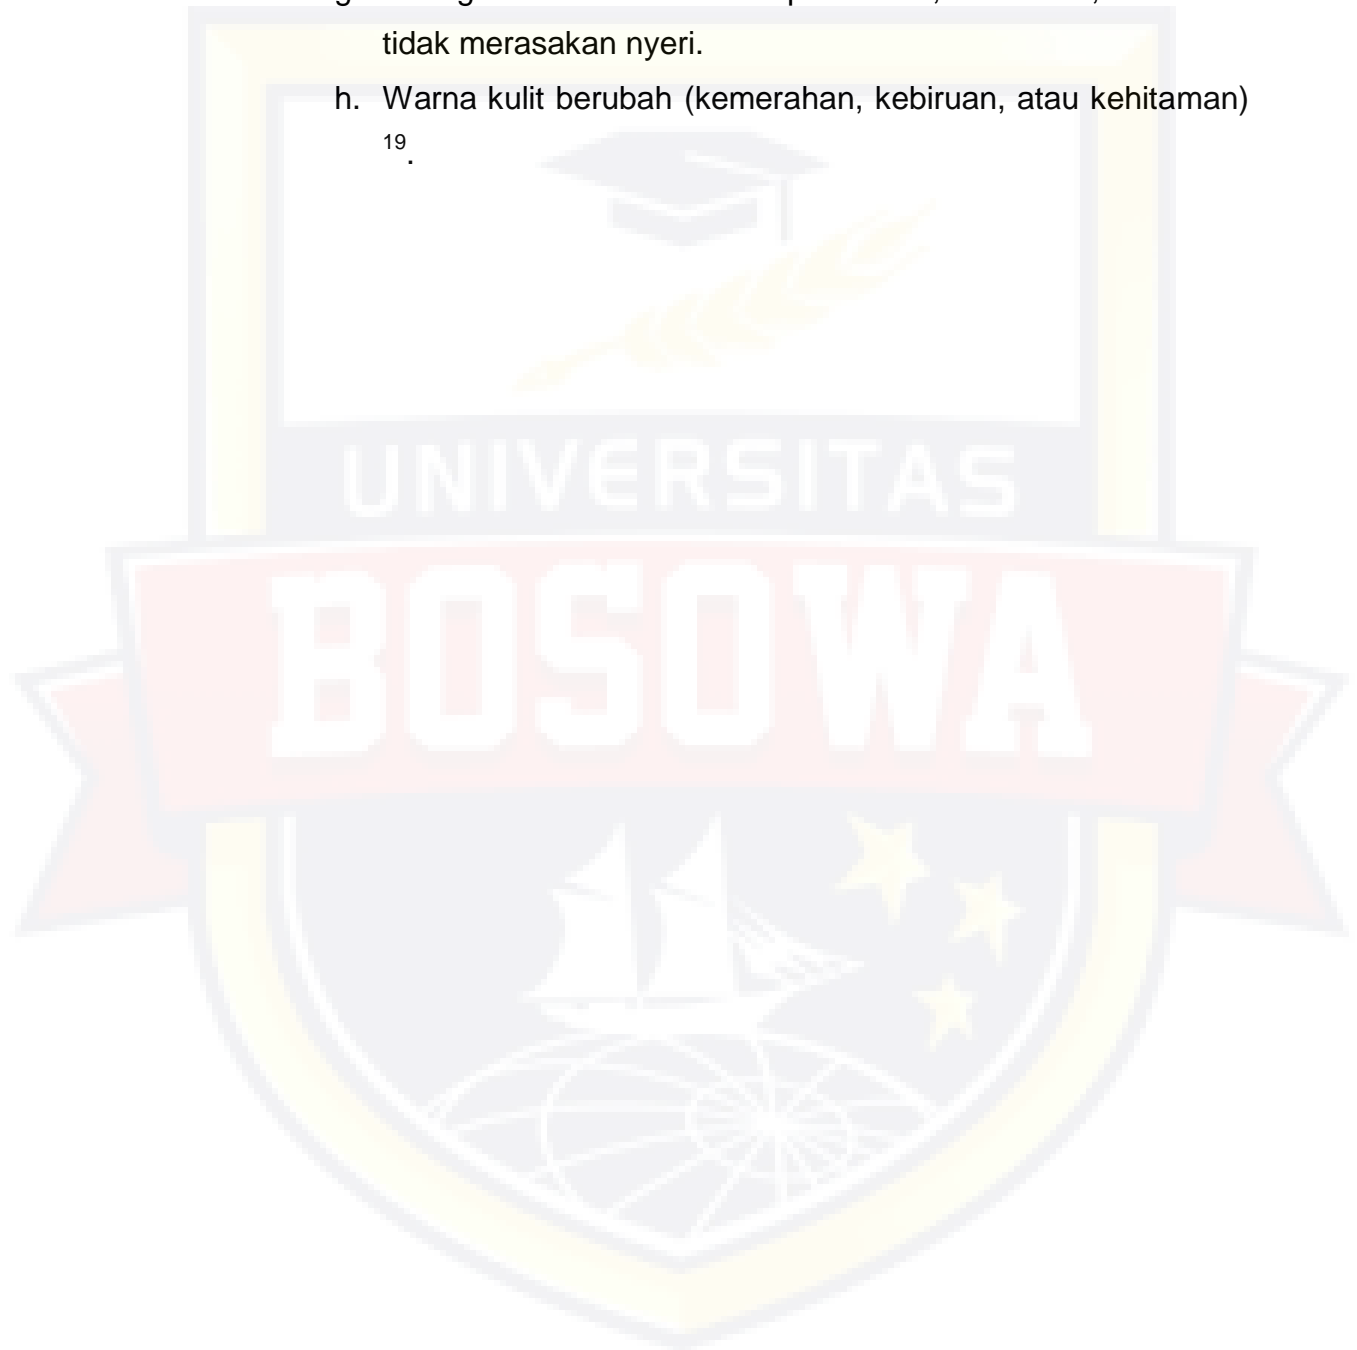 tidak merasakan nyeri.
h. Warna kulit berubah (kemerahan, kebiruan, atau kehitaman)
19.
UNIVERSITAS
BOSOWA